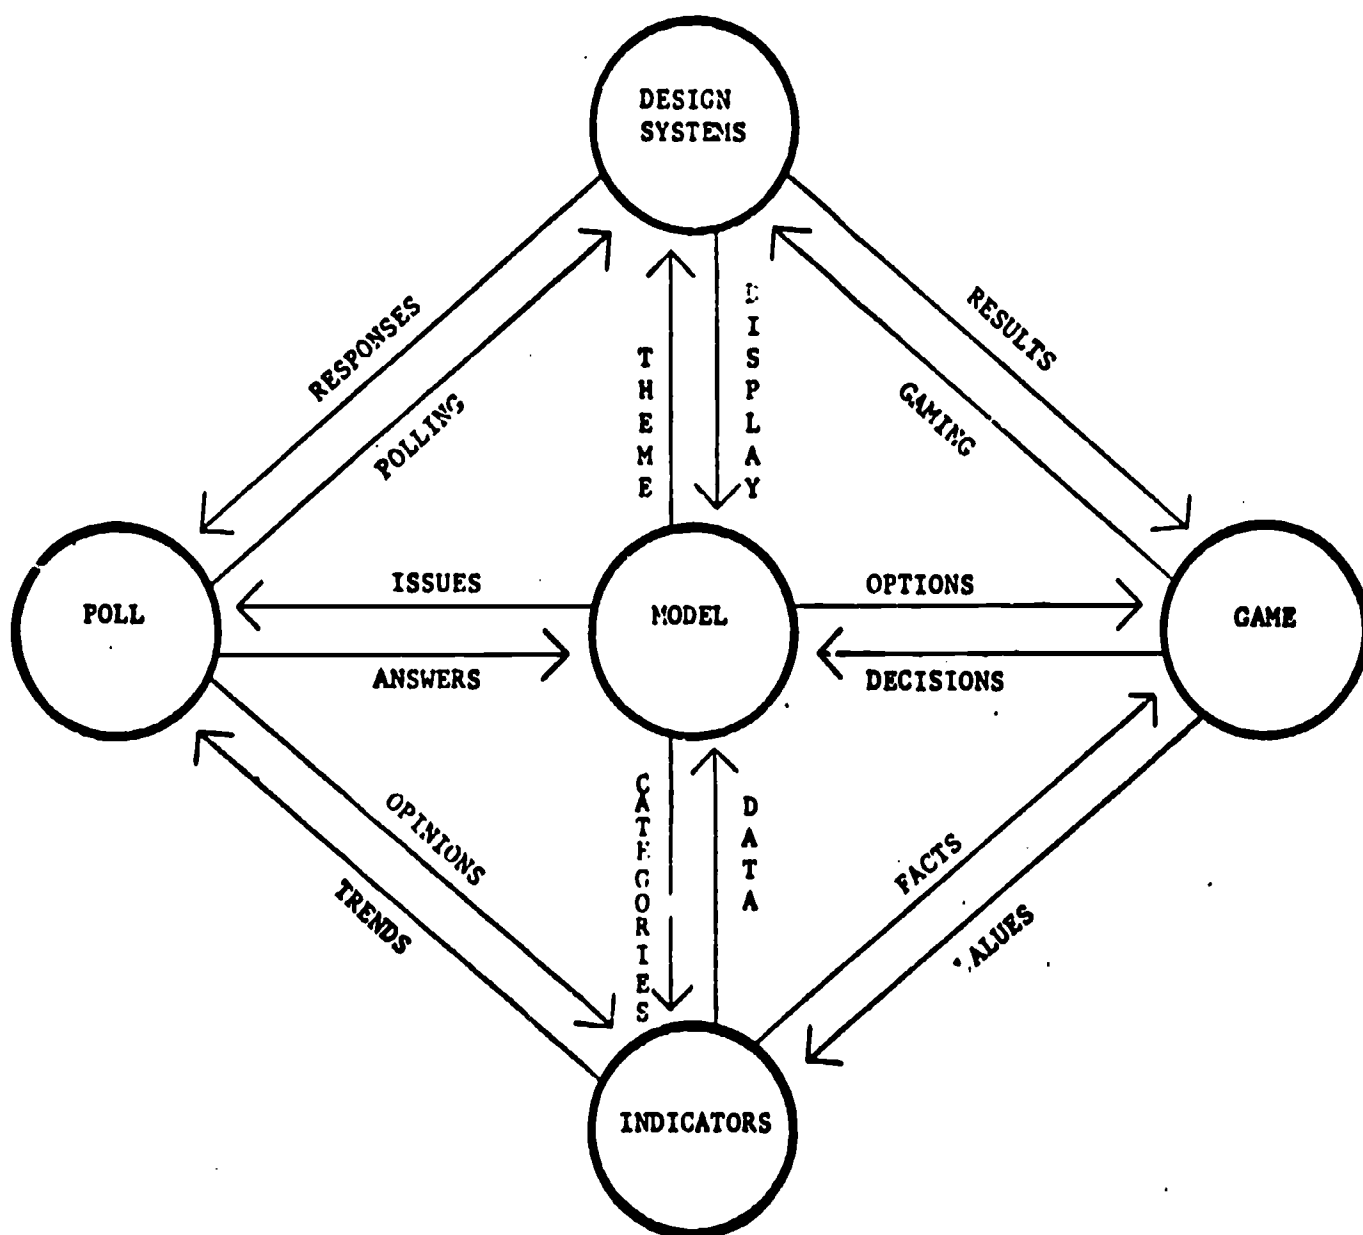 DESIGN
SYSTEMS
RESPONSES
POLLING
THEME
DISPLAY
RESULTS
GAMING
POLL
ISSUES
ANSWERS
MODEL
OPTIONS
DECISIONS
GAME
OPINIONS
TRENDS
CATEGORIES
DATA
FACTS
VALUES
INDICATORS